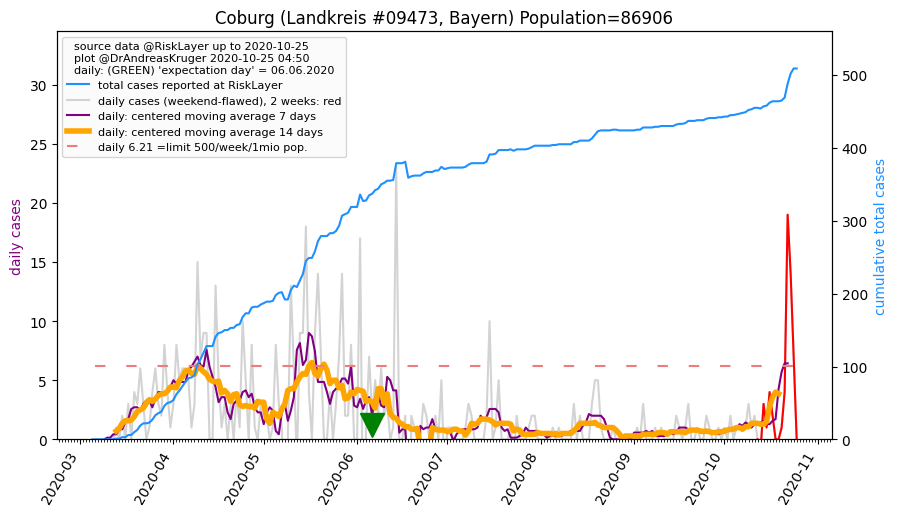 Coburg (Landkreis #09473, Bayern) Population=86906
source data @RiskLayer up to 2020-10-25
plot @DrAndreasKruger 2020-10-25 04:50
daily: (GREEN) 'expectation day' = 06.06.2020
total cases reported at RiskLayer
daily cases (weekend-flawed), 2 weeks: red
daily: centered moving average 7 days
daily: centered moving average 14 days
daily 6.21 =limit 500/week/1mio pop.
daily cases
30
25
20
15
10
5
0
cumulative total cases
500
400
300
200
100
0
2020-03
2020-04
2020-05
2020-06
2020-07
2020-08
2020-09
2020-10
2020-11